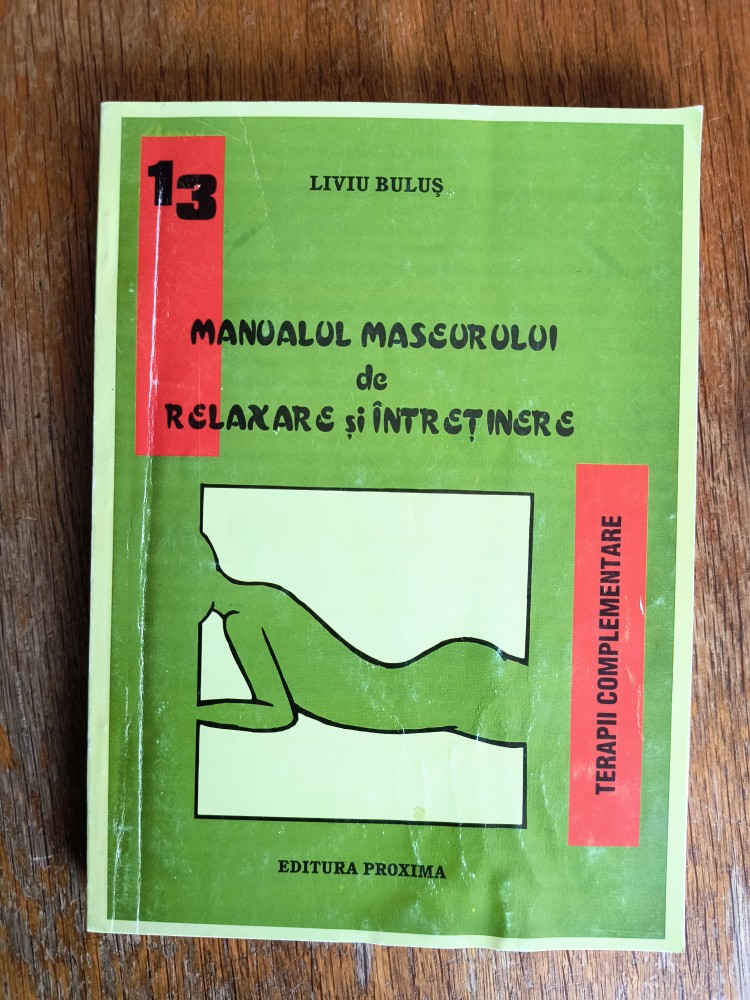 13
LIVIU BULUȘ
MANUALUL MASEURULUI
de
RELAXARE și ÎNTREȚINERE
TERAPII COMPLEMENTARE
EDITURA PROXIMA